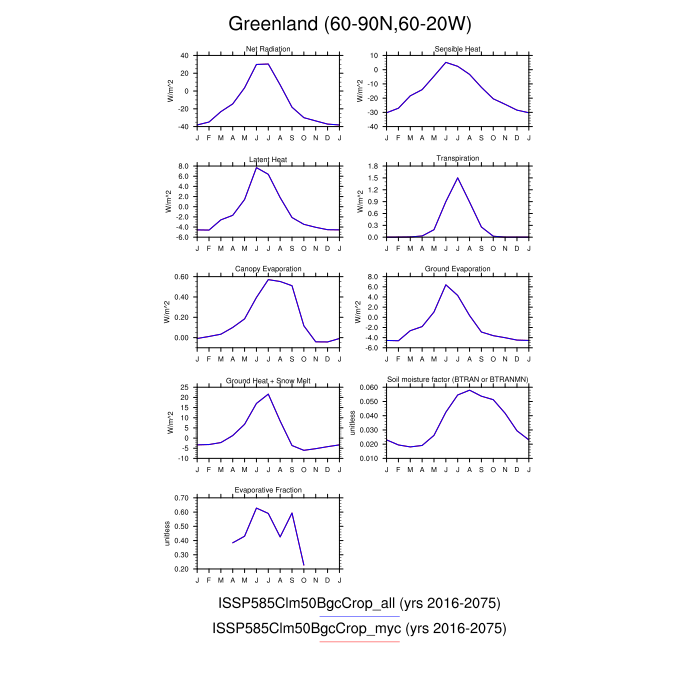 Greenland (60-90N,60-20W)
Net Radiation
W/m^2
40
20
0
-20
-40
J F M A M J J A S O N D J
Sensible Heat
W/m^2
10
0
-10
-20
-30
-40
J F M A M J J A S O N D J
Latent Heat
W/m^2
8.0
6.0
4.0
2.0
0.0
-2.0
-4.0
-6.0
J F M A M J J A S O N D J
Transpiration
W/m^2
1.8
1.5
1.2
0.9
0.6
0.3
0.0
J F M A M J J A S O N D J
Canopy Evaporation
W/m^2
0.60
0.40
0.20
0.00
J F M A M J J A S O N D J
Ground Evaporation
W/m^2
8.0
6.0
4.0
2.0
0.0
-2.0
-4.0
-6.0
J F M A M J J A S O N D J
Ground Heat + Snow Melt
W/m^2
25
20
15
10
5
0
-5
-10
J F M A M J J A S O N D J
Soil moisture factor (BTRAN or BTRANMN)
unitless
0.060
0.050
0.040
0.030
0.020
0.010
J F M A M J J A S O N D J
Evaporative Fraction
unitless
0.70
0.60
0.50
0.40
0.30
0.20
J F M A M J J A S O N D J
ISSP585Clm50BgcCrop_all (yrs 2016-2075)
ISSP585Clm50BgcCrop_myc (yrs 2016-2075)